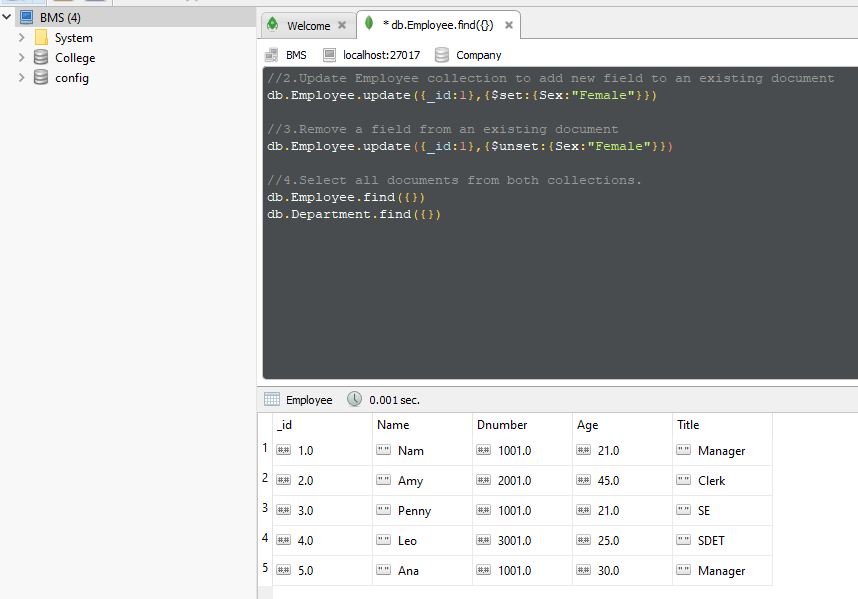 BMS (4)
System
College
config
Welcome
* db.Employee.find({})
BMS localhost:27017 Company
//2.Update Employee collection to add new field to an existing document
db.Employee.update({_id:1},{$set:{Sex:"Female"}})
//3.Remove a field from an existing document
db.Employee.update({_id:1},{$unset:{Sex:"Female"}})
//4.Select all documents from both collections.
db.Employee.find({})
db.Department.find({})
Employee 0.001 sec.
_id Name Dnumber Age Title
1 ## 1.0 "" Nam ## 1001.0 ## 21.0 "" Manager
2 ## 2.0 "" Amy ## 2001.0 ## 45.0 "" Clerk
3 ## 3.0 "" Penny ## 1001.0 ## 21.0 "" SE
4 ## 4.0 "" Leo ## 3001.0 ## 25.0 "" SDET
5 ## 5.0 "" Ana ## 1001.0 ## 30.0 "" Manager